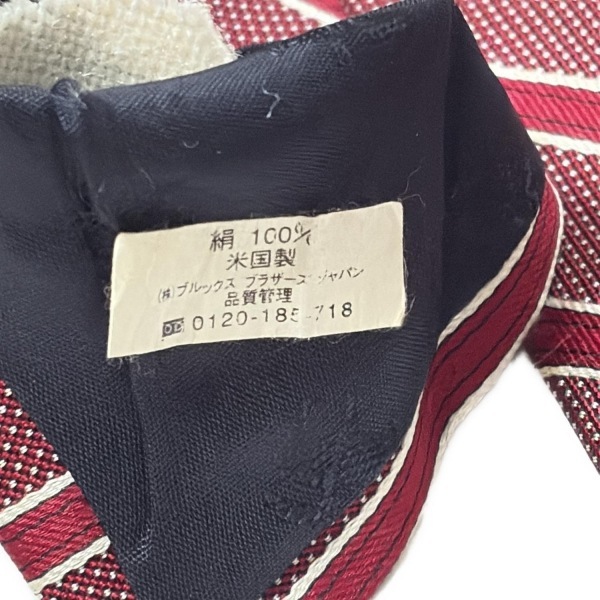 絹 100%
米国製
(株)ブルックス ブラザーズ ジャパン
品質管理
0120-185-718